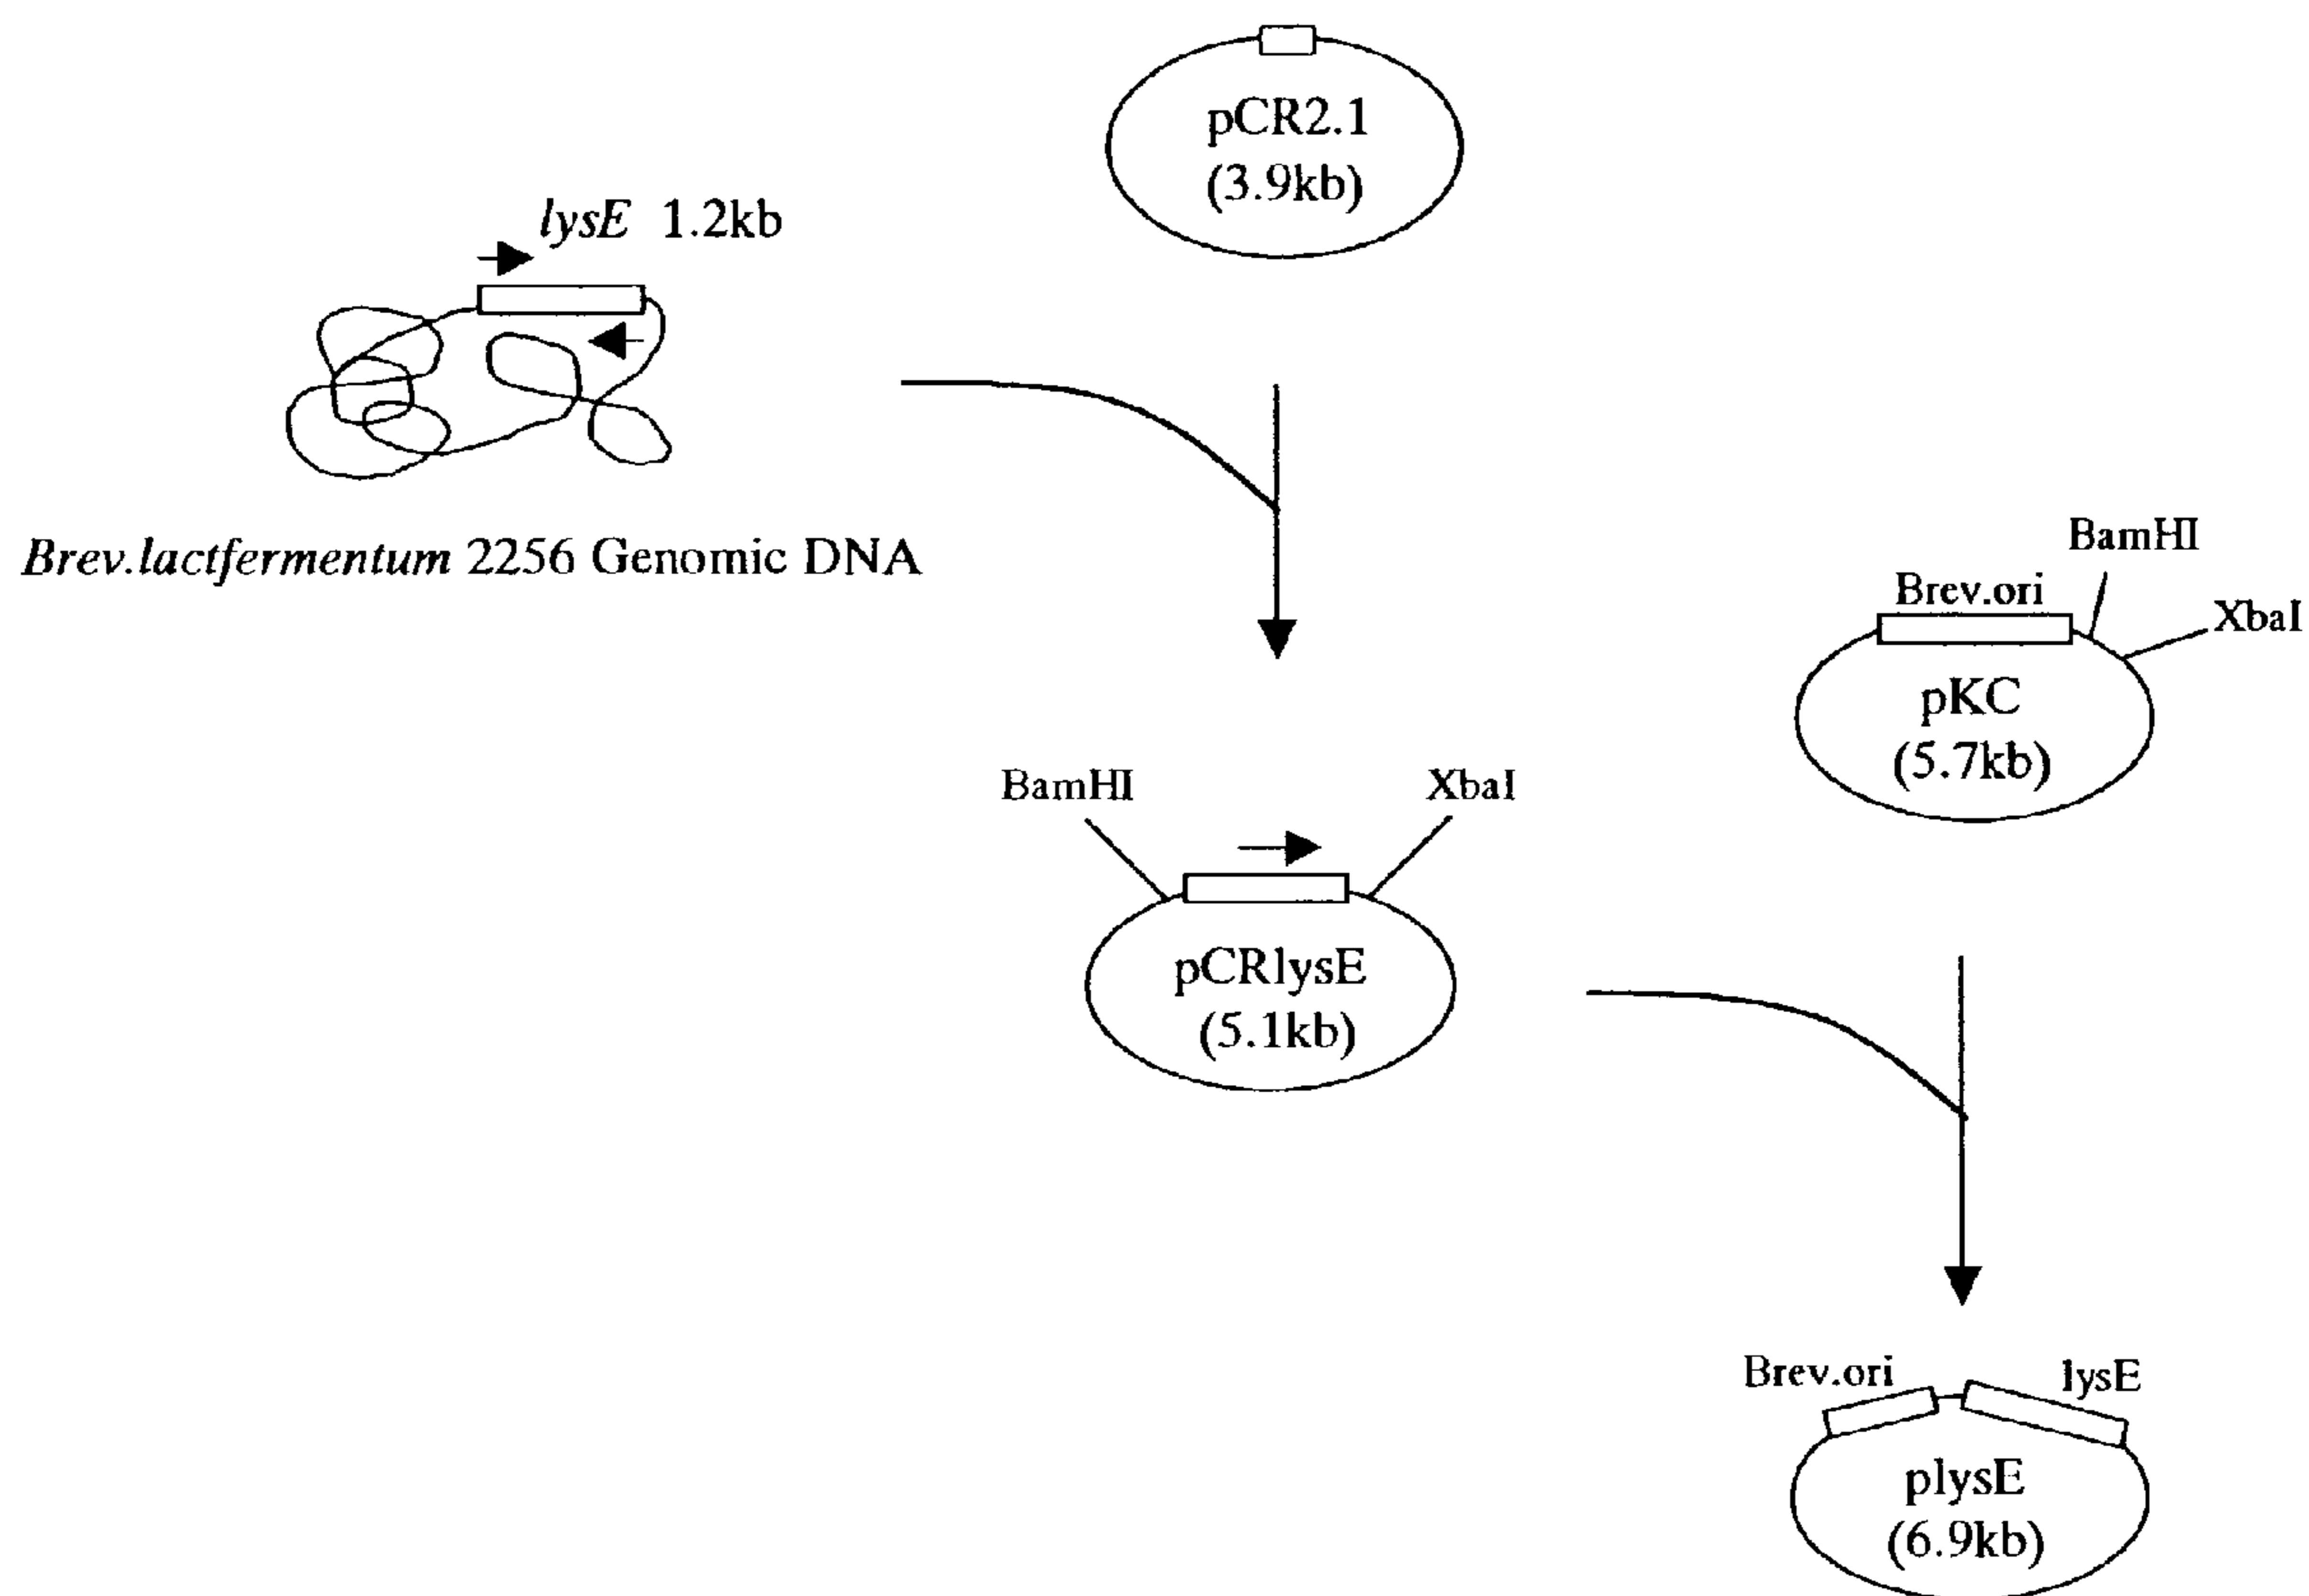 pCR2.1
(3.9kb)
lysE 1.2kb
Brev.lactfermentum 2256 Genomic DNA
BamHI
Brev.ori
XbaI
pKC
(5.7kb)
BamHI
XbaI
pCRlysE
(5.1kb)
Brev.ori
lysE
plysE
(6.9kb)